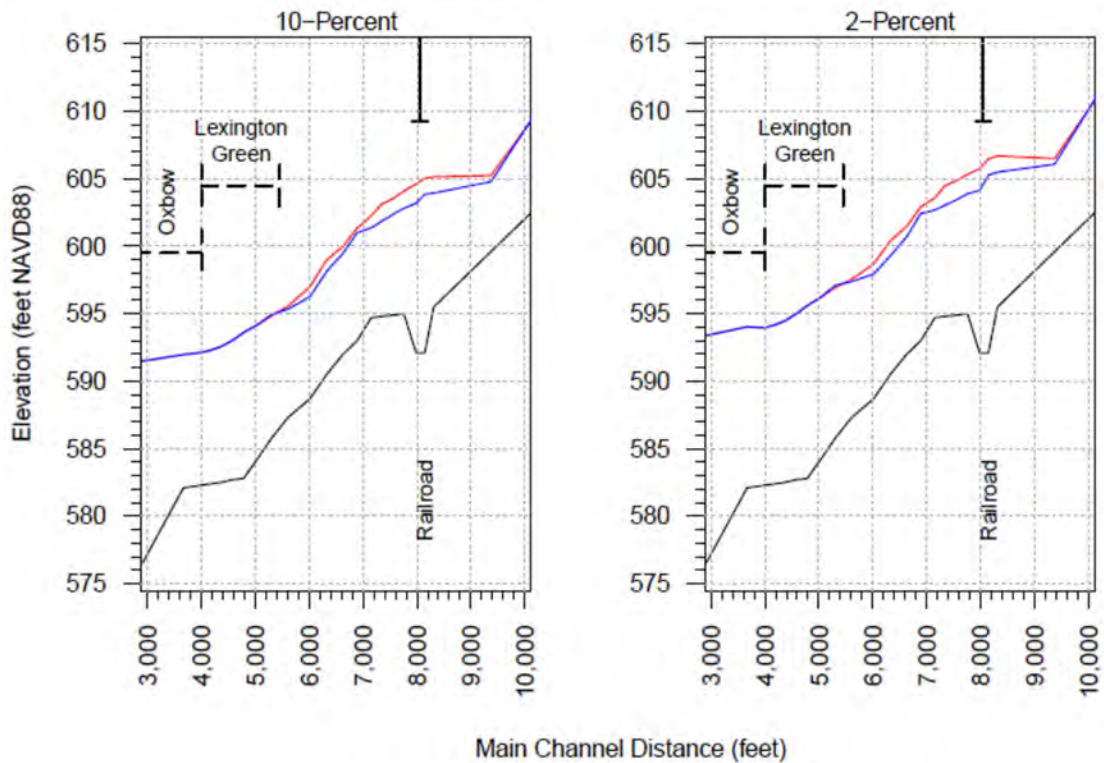 10-Percent
2-Percent
Elevation (feet NAVD88)
615
610
605
600
595
590
585
580
575
Oxbow
Lexington
Green
Railroad
3,000
4,000
5,000
6,000
7,000
8,000
9,000
10,000
615
610
605
600
595
590
585
580
575
Oxbow
Lexington
Green
Railroad
3,000
4,000
5,000
6,000
7,000
8,000
9,000
10,000
Main Channel Distance (feet)